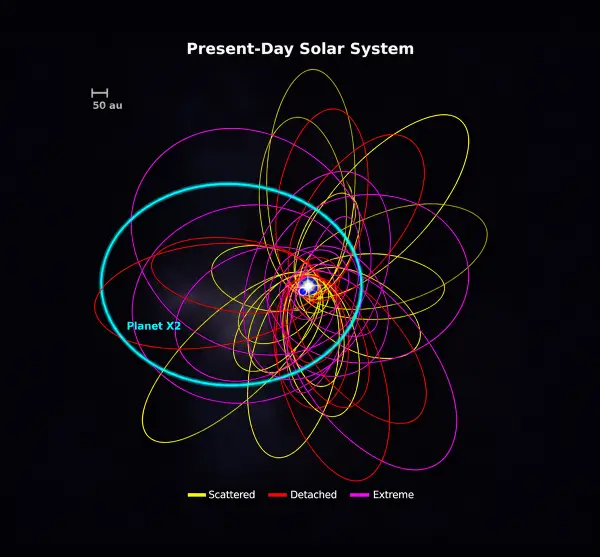 Present-Day Solar System
50 au
Planet X2
Scattered Detached Extreme